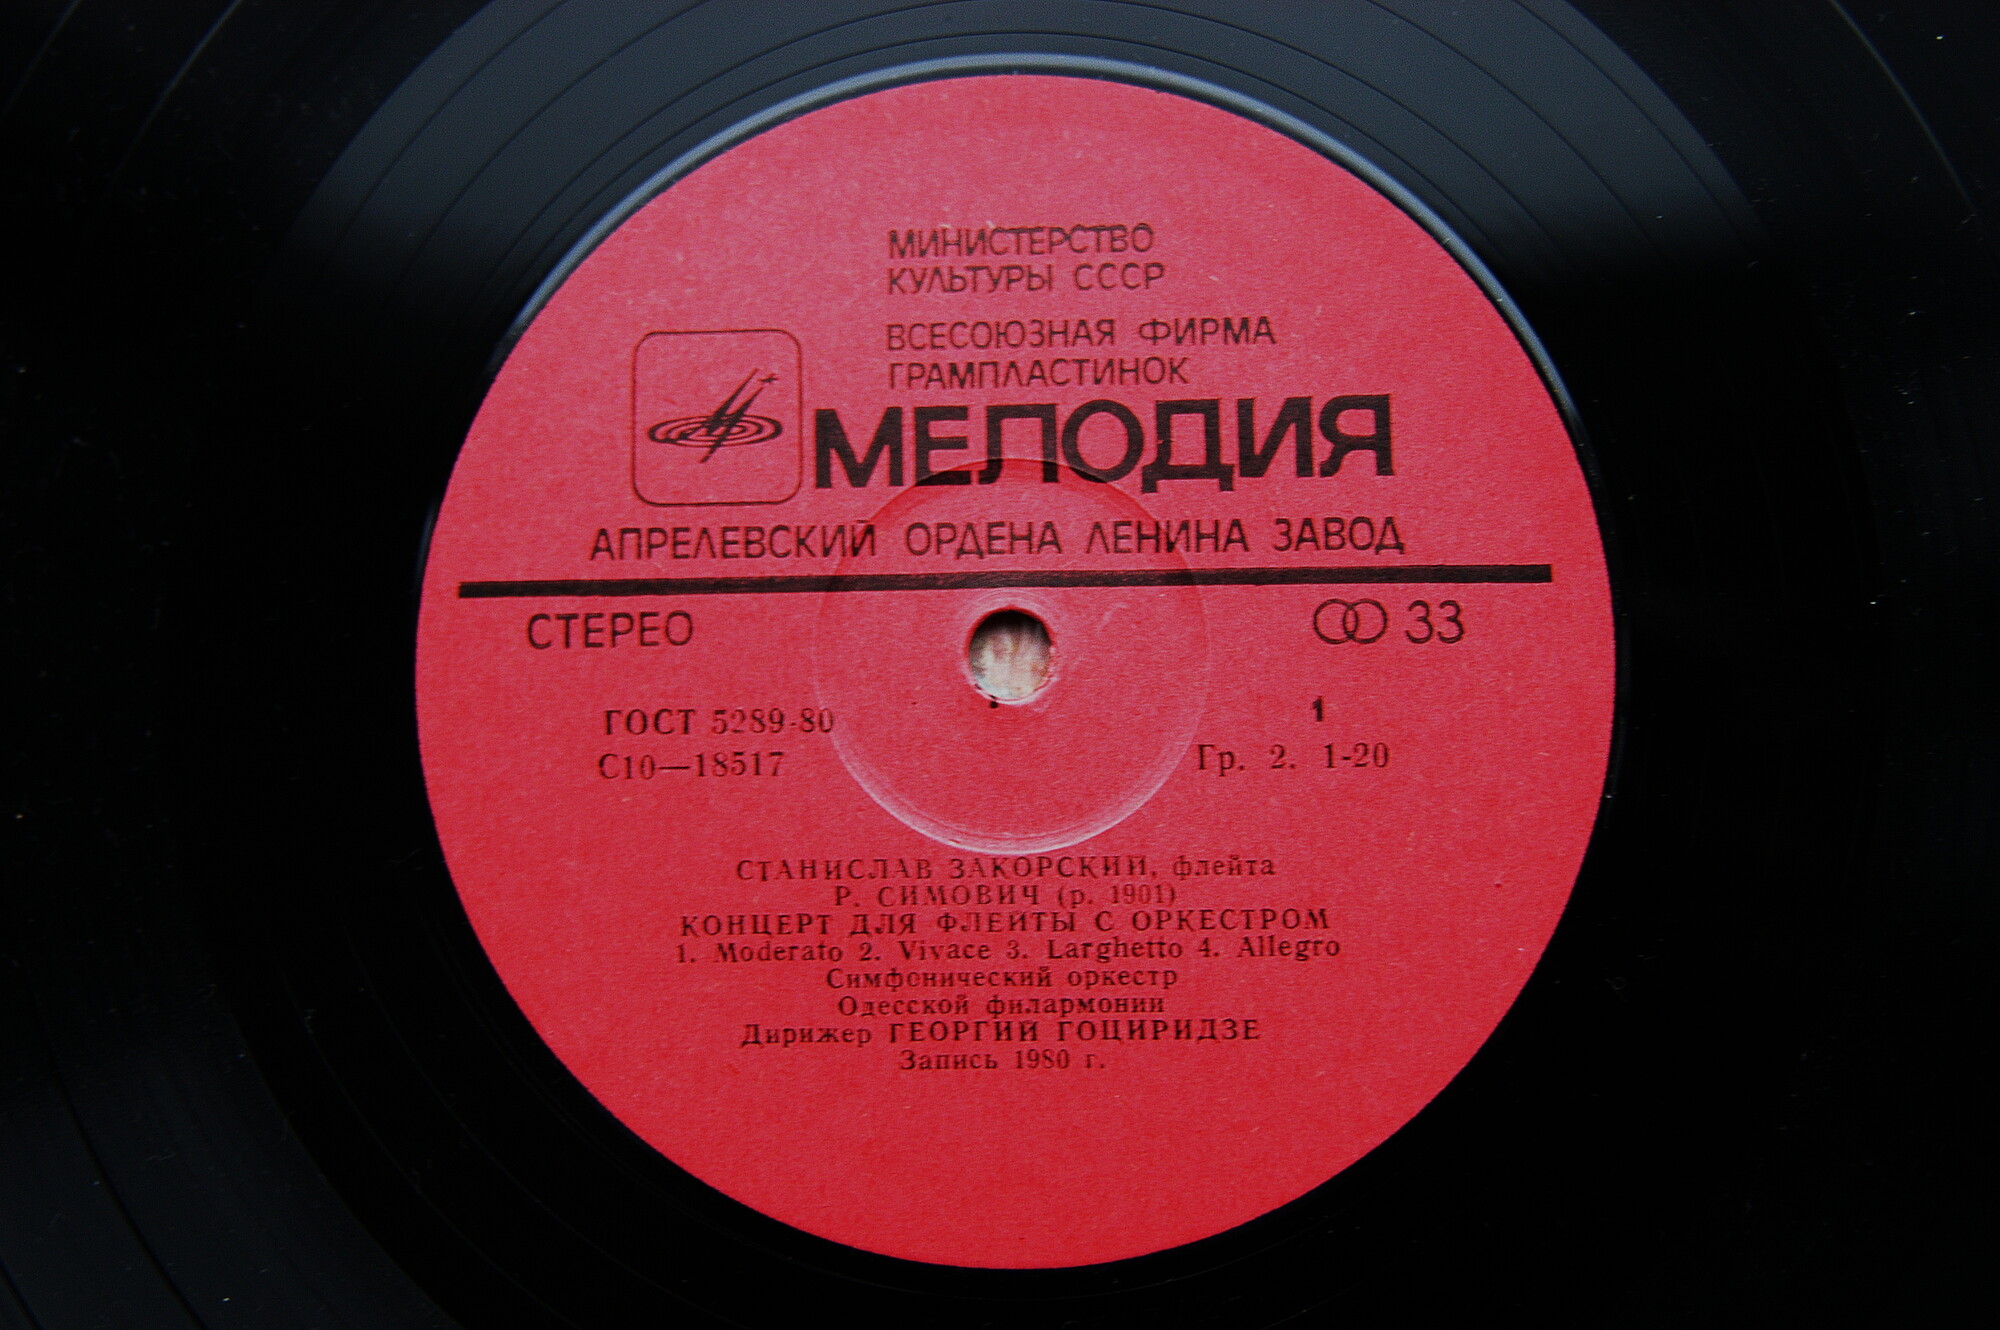 МИНИСТЕРСТВО
КУЛЬТУРЫ СССР
ВСЕСОЮЗНАЯ ФИРМА
ГРАМПЛАСТИНОК
МЕЛОДИЯ
АПРЕЛЕВСКИЙ ОРДЕНА ЛЕНИНА ЗАВОД
СТЕРЕО 33
ГОСТ 5289-80 1
С10—18517 Гр. 2. 1-20
СТАНИСЛАВ ЗАКОРСКИЙ, флейта
Р. СИМОВИЧ (р. 1901)
КОНЦЕРТ ДЛЯ ФЛЕЙТЫ С ОРКЕСТРОМ
1. Moderato 2. Vivace 3. Larghetto 4. Allegro
Симфонический оркестр
Одесской филармонии
Дирижер ГЕОРГИЙ ГОЦИРИДЗЕ
Запись 1980 г.